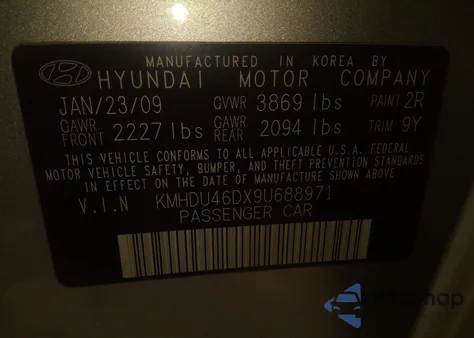 MANUFACTURED IN KOREA BY
HYUNDAI MOTOR COMPANY
JAN/23/09 GVWR 3869 lbs PAINT 2R
GAWR FRONT 2227 lbs GAWR REAR 2094 lbs TRIM 9Y
THIS VEHICLE CONFORMS TO ALL APPLICABLE U.S.A. FEDERAL
MOTOR VEHICLE SAFETY, BUMPER, AND THEFT PREVENTION STANDARDS
IN EFFECT ON THE DATE OF MANUFACTURE SHOWN ABOVE.
V.I.N KMHDU46DX9U688971
PASSENGER CAR